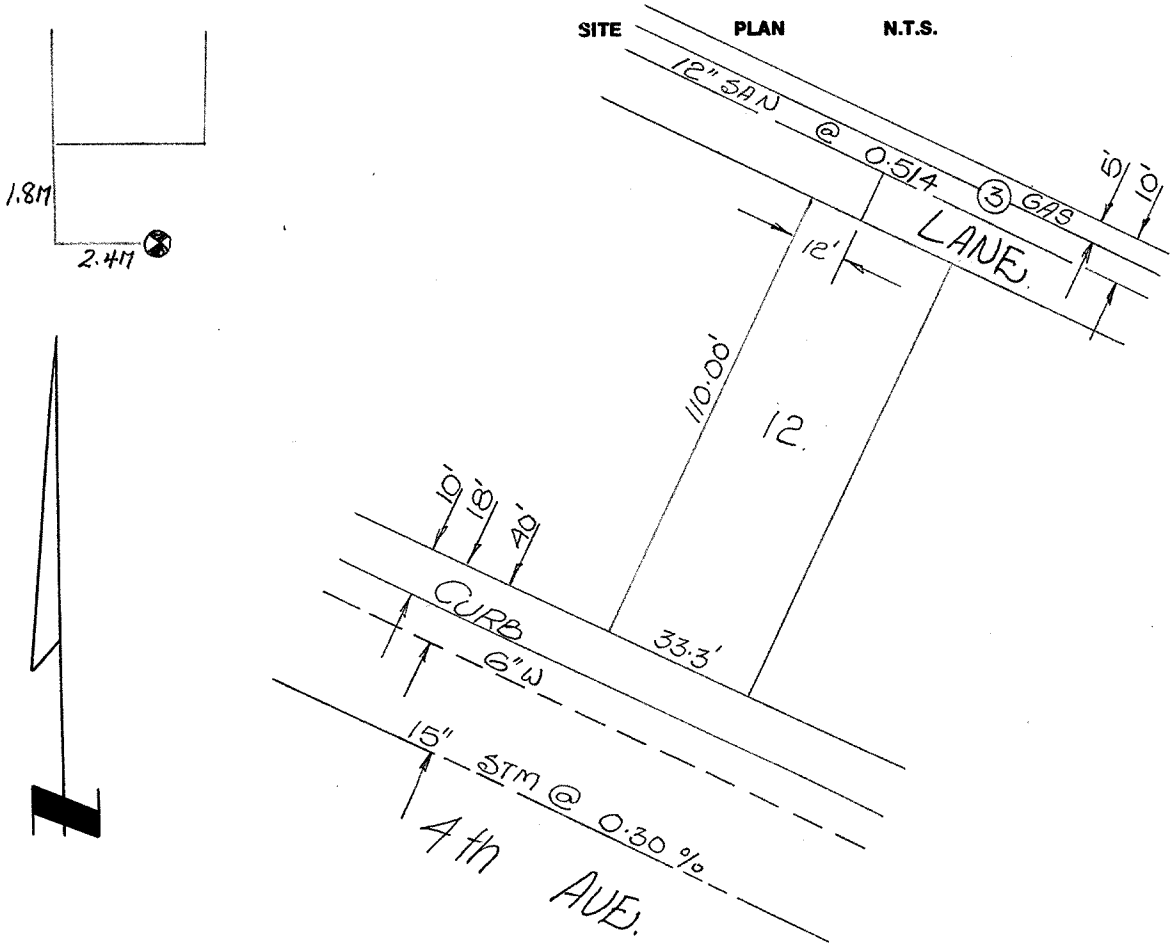 SITE PLAN N.T.S.
1.8M
2.4M
12" SAN @ 0.514
3
GAS
5'
10'
LANE.
12'
110.00'
12.
10'
18'
40'
CURB
33.3'
6" W
15" STM @ 0.30 %
4th AVE.